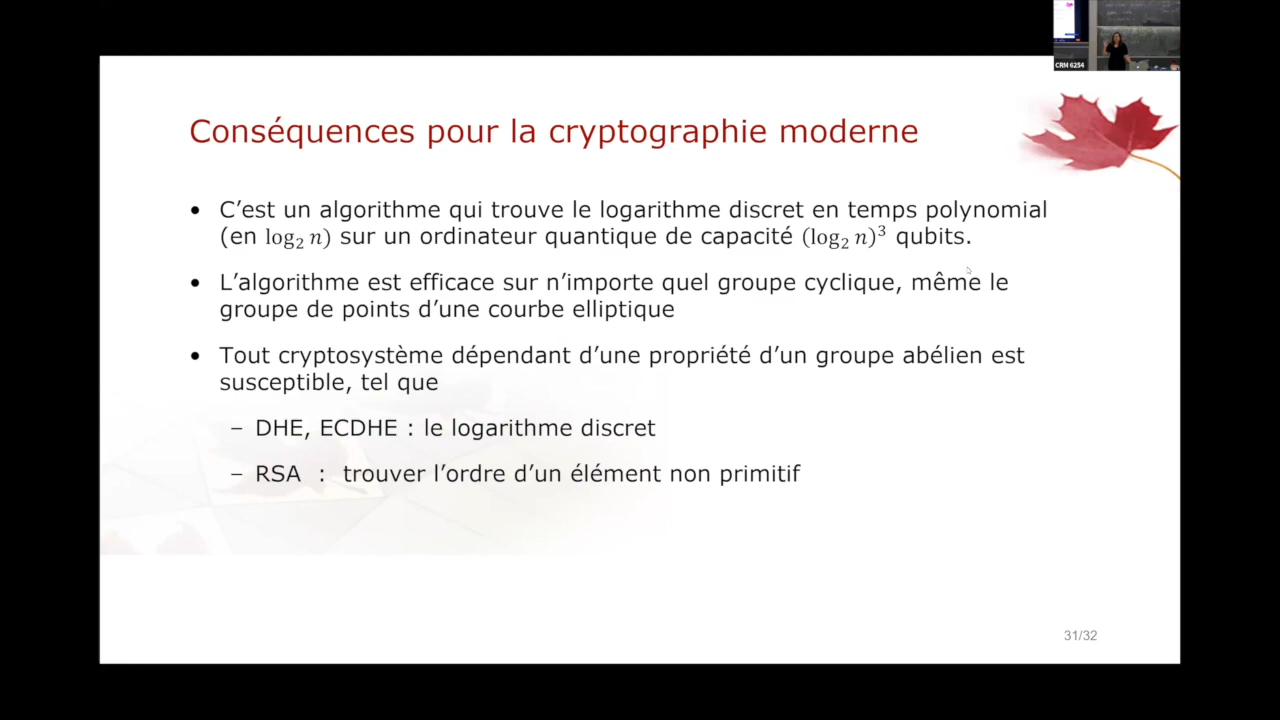 CRM 6254
Conséquences pour la cryptographie moderne
• C’est un algorithme qui trouve le logarithme discret en temps polynomial
(en log₂ n) sur un ordinateur quantique de capacité (log₂ n)³ qubits.
• L’algorithme est efficace sur n’importe quel groupe cyclique, même le
groupe de points d’une courbe elliptique
• Tout cryptosystème dépendant d’une propriété d’un groupe abélien est
susceptible, tel que
– DHE, ECDHE : le logarithme discret
– RSA : trouver l’ordre d’un élément non primitif
31/32